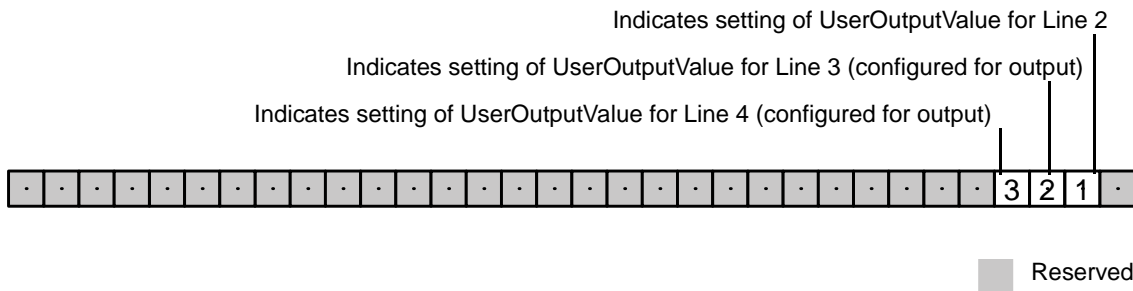 Indicates setting of UserOutputValue for Line 2
Indicates setting of UserOutputValue for Line 3 (configured for output)
Indicates setting of UserOutputValue for Line 4 (configured for output)
· · · · · · · · · · · · · · · · · · · · · · · · · · · · 3 2 1 ·
Reserved